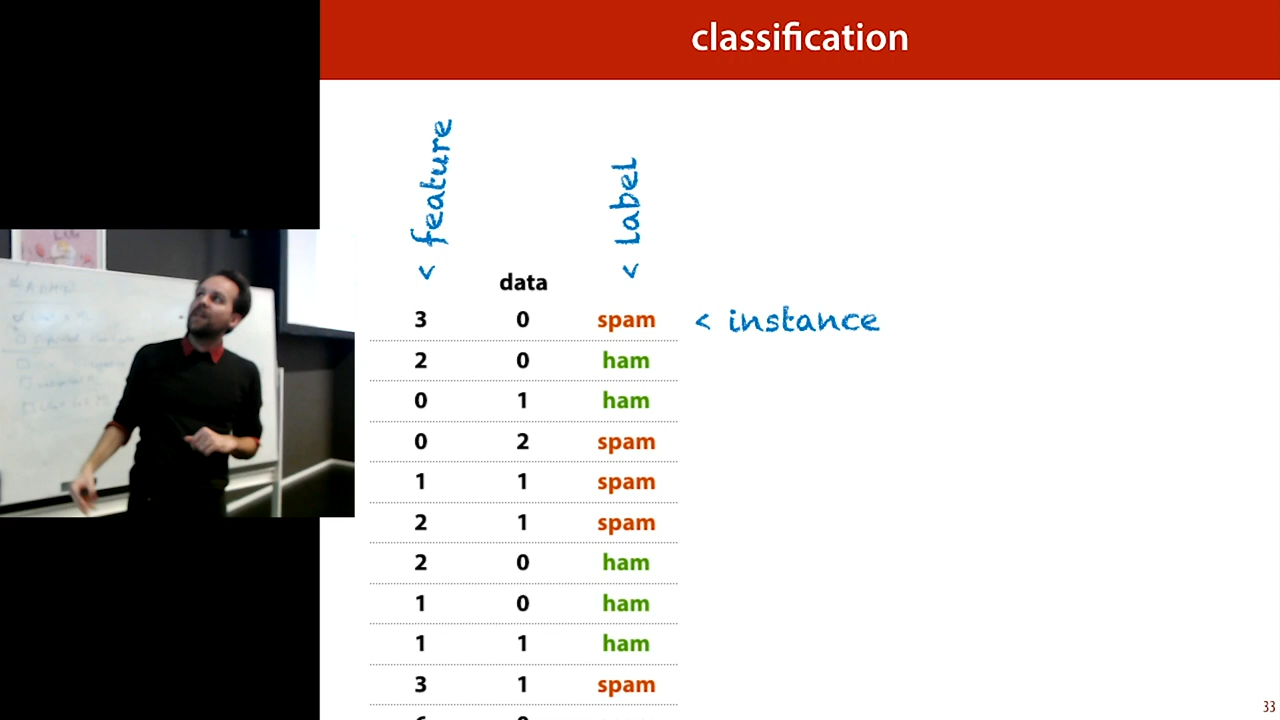 classification
< feature
< Label
data
3 0 spam < instance
2 0 ham
0 1 ham
0 2 spam
1 1 spam
2 1 spam
2 0 ham
1 0 ham
1 1 ham
3 1 spam
33